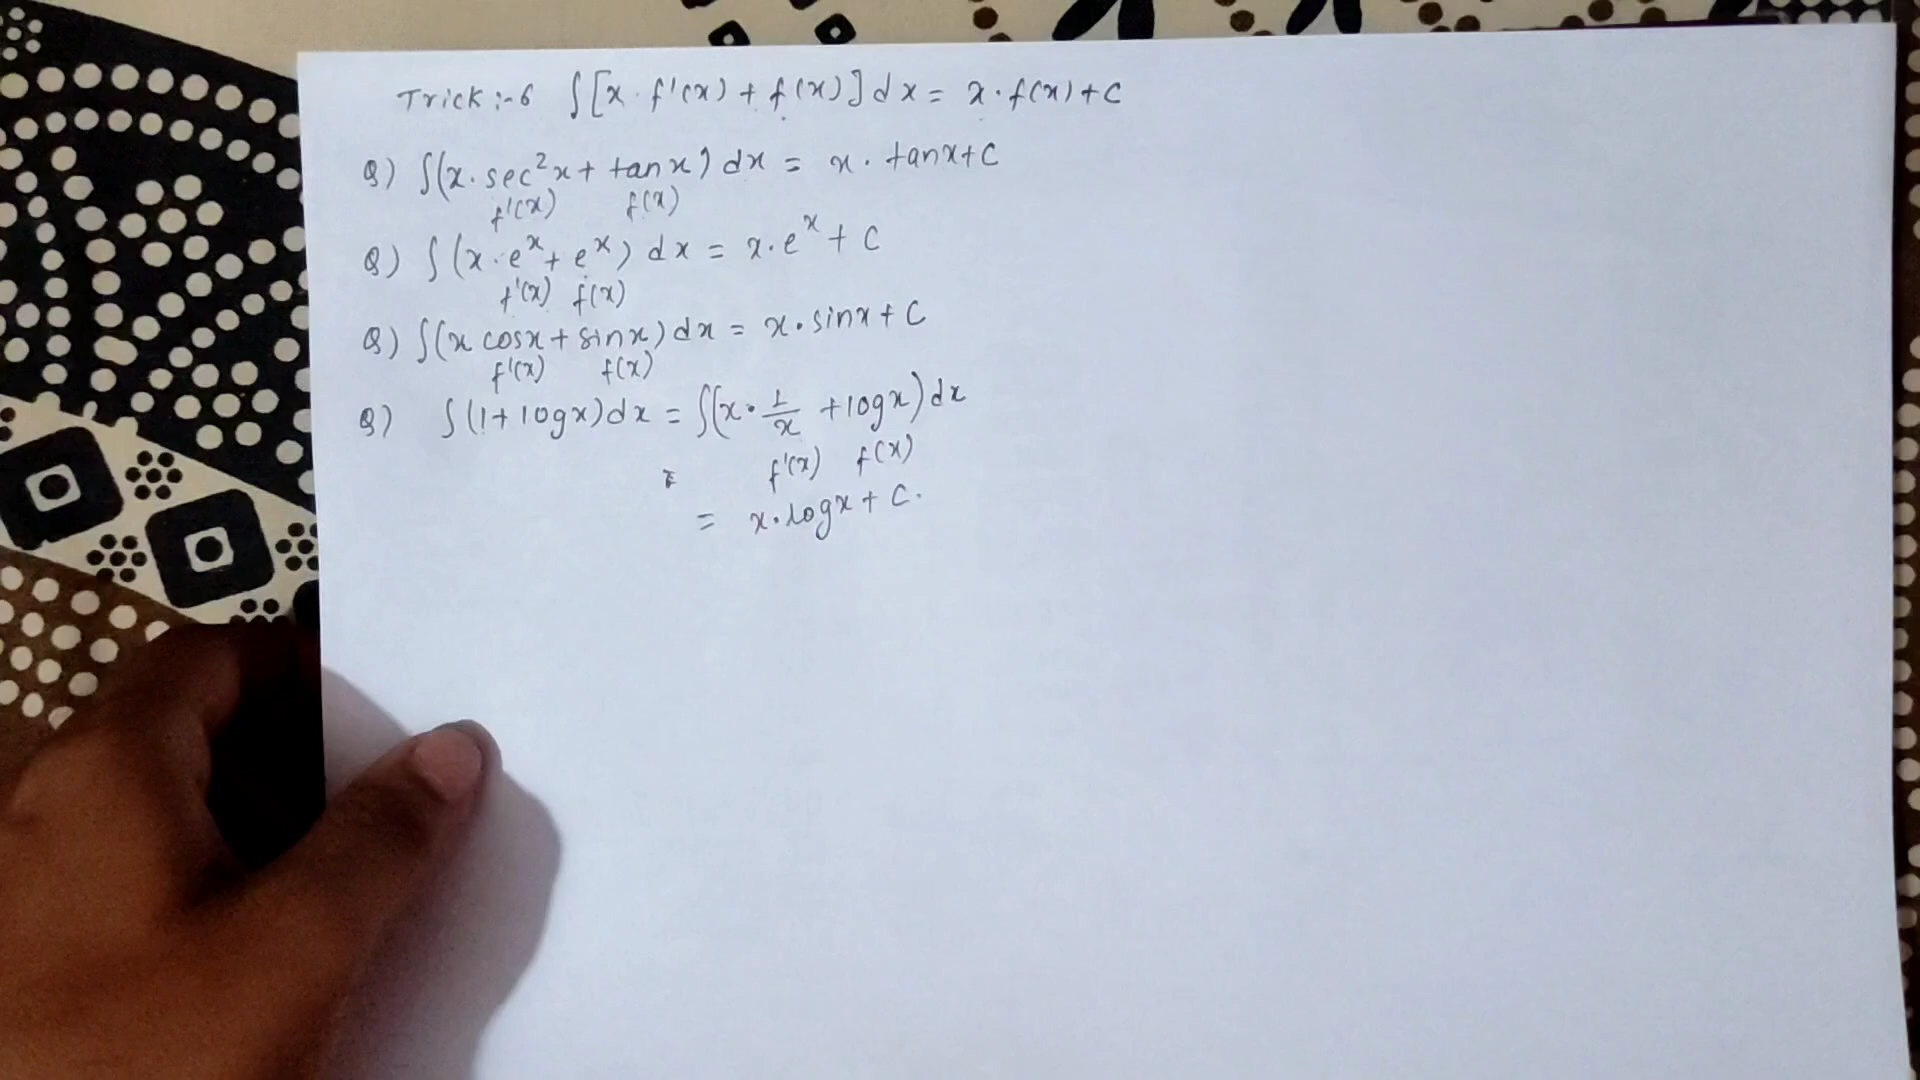 Trick :- 6 ∫[x · f'(x) + f(x)] dx = x · f(x) + c
Q) ∫(x · sec²x + tan x) dx = x · tanx + c
f'(x) f(x)
Q) ∫(x · eˣ + eˣ) dx = x · eˣ + c
f'(x) f(x)
Q) ∫(x cosx + sinx) dx = x · sinx + c
f'(x) f(x)
Q) ∫(1 + logx) dx = ∫(x · 1/x + logx) dx
f'(x) f(x)
= x · logx + c.